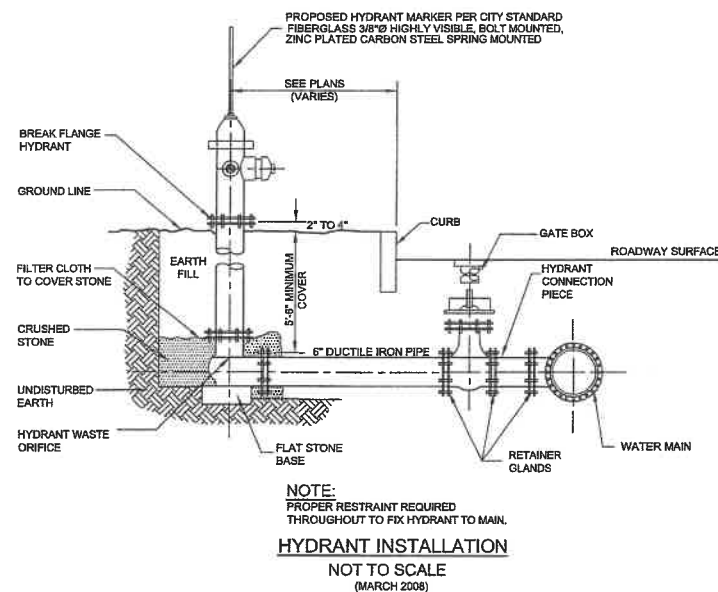 PROPOSED HYDRANT MARKER PER CITY STANDARD
FIBERGLASS 3/8"Ø HIGHLY VISIBLE, BOLT MOUNTED,
ZINC PLATED CARBON STEEL SPRING MOUNTED
SEE PLANS
(VARIES)
BREAK FLANGE
HYDRANT
GROUND LINE
2" TO 4"
CURB
GATE BOX
ROADWAY SURFACE
EARTH
FILL
FILTER CLOTH
TO COVER STONE
5'-6" MINIMUM
COVER
HYDRANT
CONNECTION
PIECE
CRUSHED
STONE
6" DUCTILE IRON PIPE
UNDISTURBED
EARTH
HYDRANT WASTE
ORIFICE
FLAT STONE
BASE
RETAINER
GLANDS
WATER MAIN
NOTE:
PROPER RESTRAINT REQUIRED
THROUGHOUT TO FIX HYDRANT TO MAIN.
HYDRANT INSTALLATION
NOT TO SCALE
(MARCH 2008)